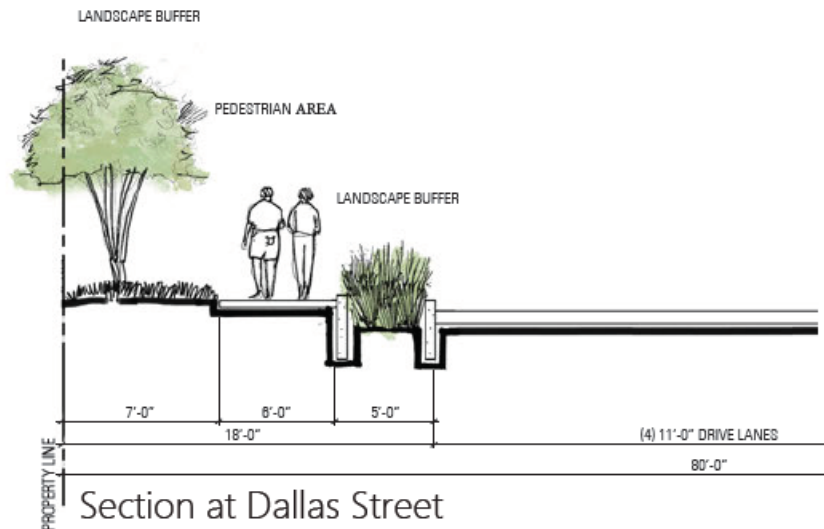 LANDSCAPE BUFFER
PEDESTRIAN AREA
LANDSCAPE BUFFER
7'-0"
6'-0"
5'-0"
18'-0"
(4) 11'-0" DRIVE LANES
80'-0"
PROPERTY LINE
Section at Dallas Street